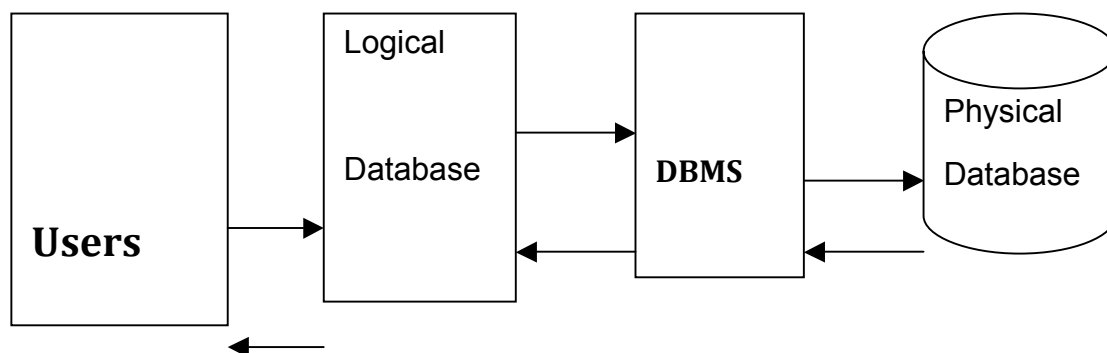 Users
Logical
Database
DBMS
Physical
Database